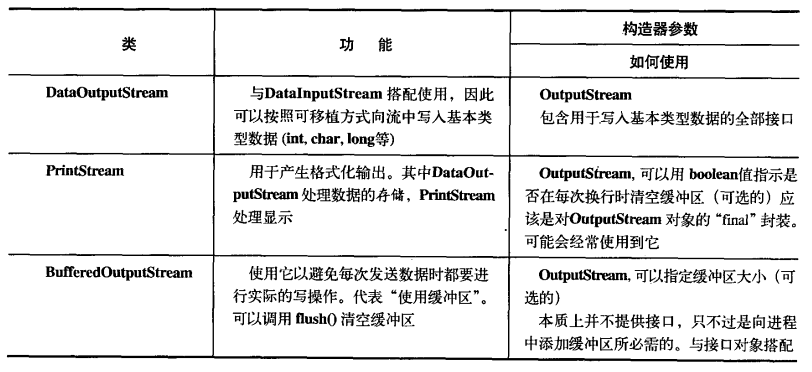 类
功 能
构造器参数
如何使用
DataOutputStream
与DataInputStream 搭配使用，因此
可以按照可移植方式向流中写入基本类
型数据 (int, char, long等)
OutputStream
包含用于写入基本类型数据的全部接口
PrintStream
用于产生格式化输出。其中DataOut-
putStream 处理数据的存储，PrintStream
处理显示
OutputStream, 可以用 boolean值指示是
否在每次换行时清空缓冲区（可选的）应
该是对OutputStream 对象的“final”封装。
可能会经常使用到它
BufferedOutputStream
使用它以避免每次发送数据时都要进
行实际的写操作。代表“使用缓冲区”。
可以调用 flush() 清空缓冲区
OutputStream, 可以指定缓冲区大小（可
选的）
本质上并不提供接口，只不过是向进程
中添加缓冲区所必需的。与接口对象搭配